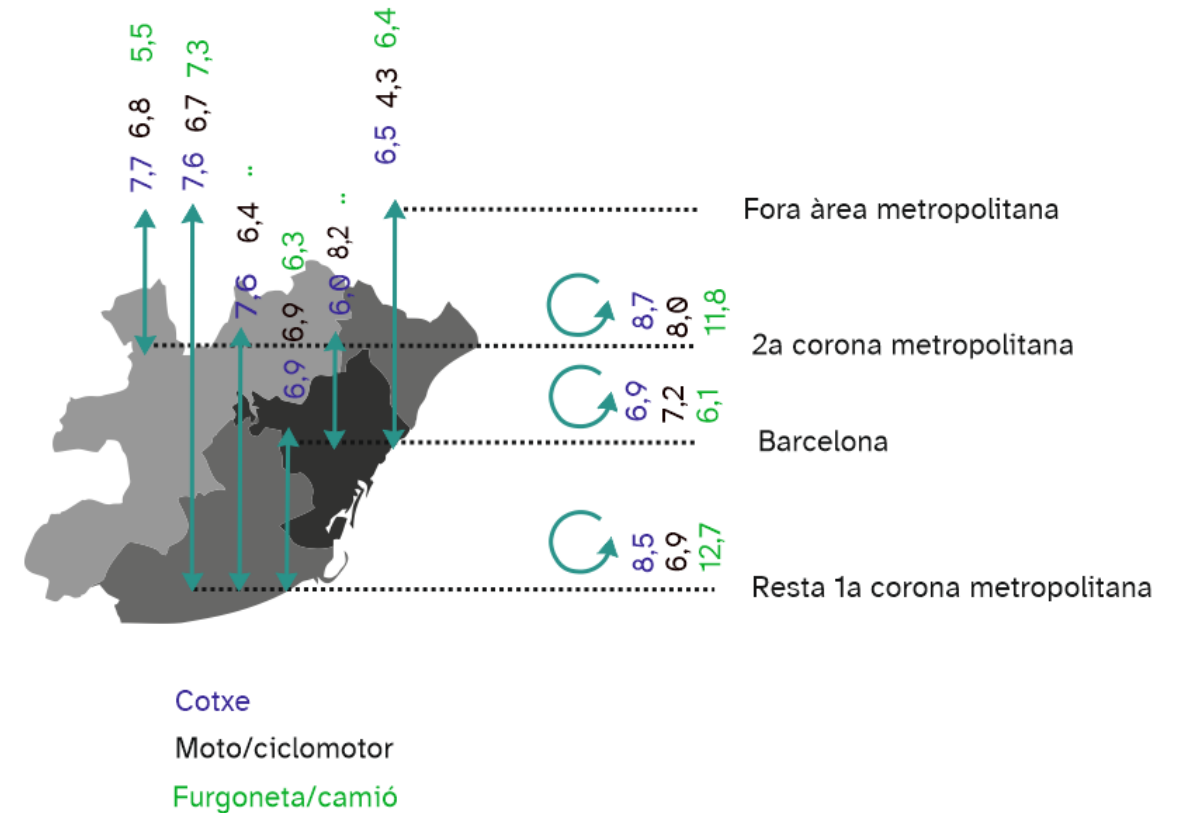 7,7 6,8 5,5
7,6 6,7 7,3
7,6 6,4 ..
6,9 6,9 6,3
6,0 8,2 ..
6,5 4,3 6,4
Fora àrea metropolitana
8,7
8,0
11,8
2a corona metropolitana
6,9
7,2
6,1
Barcelona
8,5
6,9
12,7
Resta 1a corona metropolitana
Cotxe
Moto/ciclomotor
Furgoneta/camió